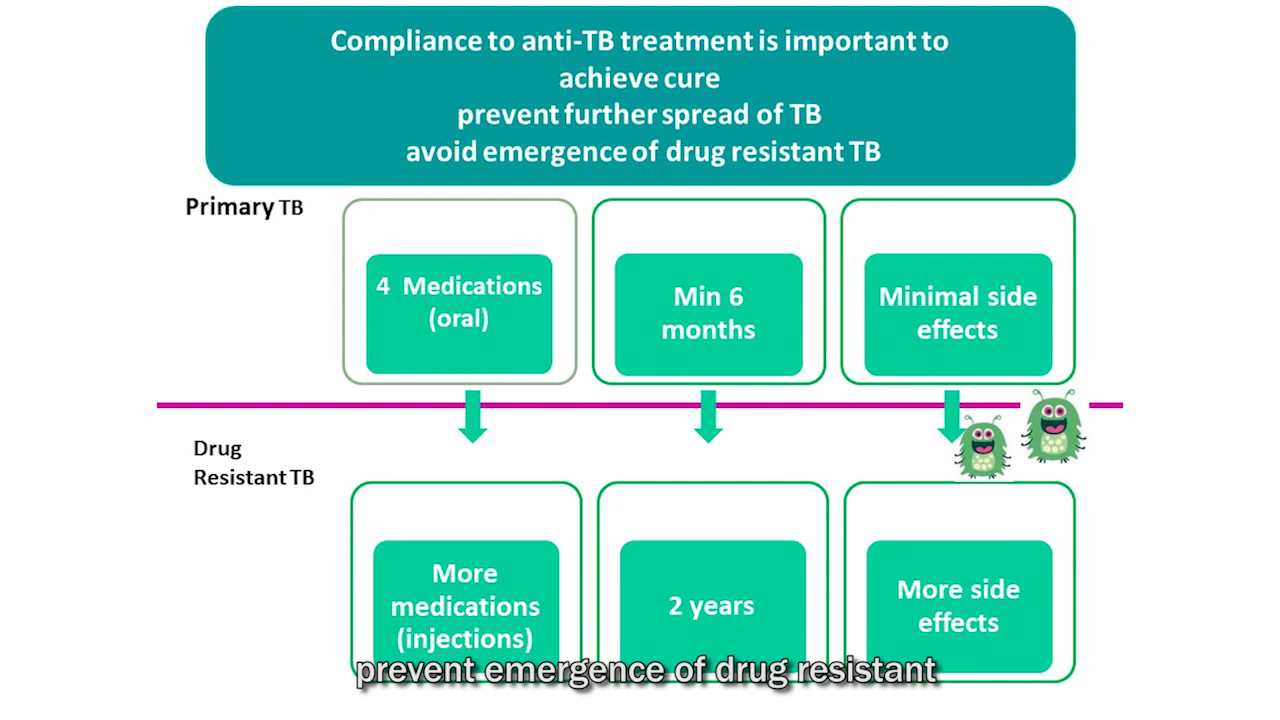 Compliance to anti-TB treatment is important to
achieve cure
prevent further spread of TB
avoid emergence of drug resistant TB
Primary TB
4 Medications
(oral)
Min 6
months
Minimal side
effects
Drug
Resistant TB
More
medications
(injections)
2 years
More side
effects
prevent emergence of drug resistant